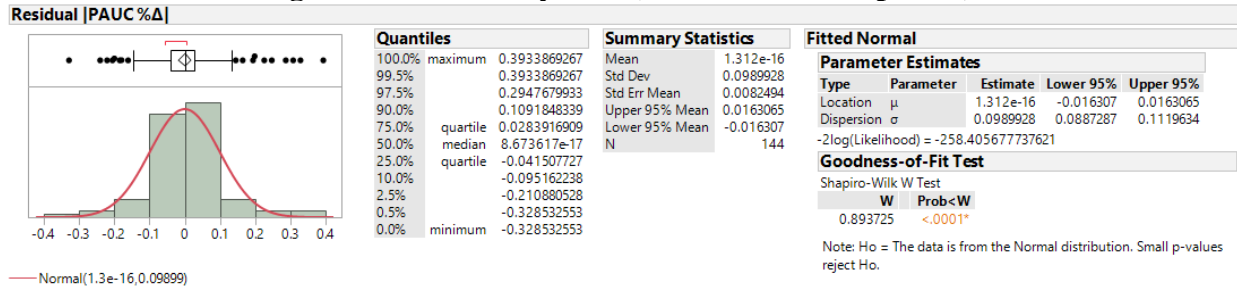 Residual |PAUC %Δ|
-0.4 -0.3 -0.2 -0.1 0 0.1 0.2 0.3 0.4
Normal(1.3e-16,0.09899)
Quantiles
100.0% maximum 0.3933869267
99.5% 0.3933869267
97.5% 0.2947679933
90.0% 0.1091848339
75.0% quartile 0.0283916909
50.0% median 8.673617e-17
25.0% quartile -0.041507727
10.0% -0.095162238
2.5% -0.210880528
0.5% -0.328532553
0.0% minimum -0.328532553
Summary Statistics
Mean 1.312e-16
Std Dev 0.0989928
Std Err Mean 0.0082494
Upper 95% Mean 0.0163065
Lower 95% Mean -0.016307
N 144
Fitted Normal
Parameter Estimates
Type Parameter Estimate Lower 95% Upper 95%
Location μ 1.312e-16 -0.016307 0.0163065
Dispersion σ 0.0989928 0.0887287 0.1119634
-2log(Likelihood) = -258.405677737621
Goodness-of-Fit Test
Shapiro-Wilk W Test
W Prob<W
0.893725 <.0001*
Note: Ho = The data is from the Normal distribution. Small p-values
reject Ho.